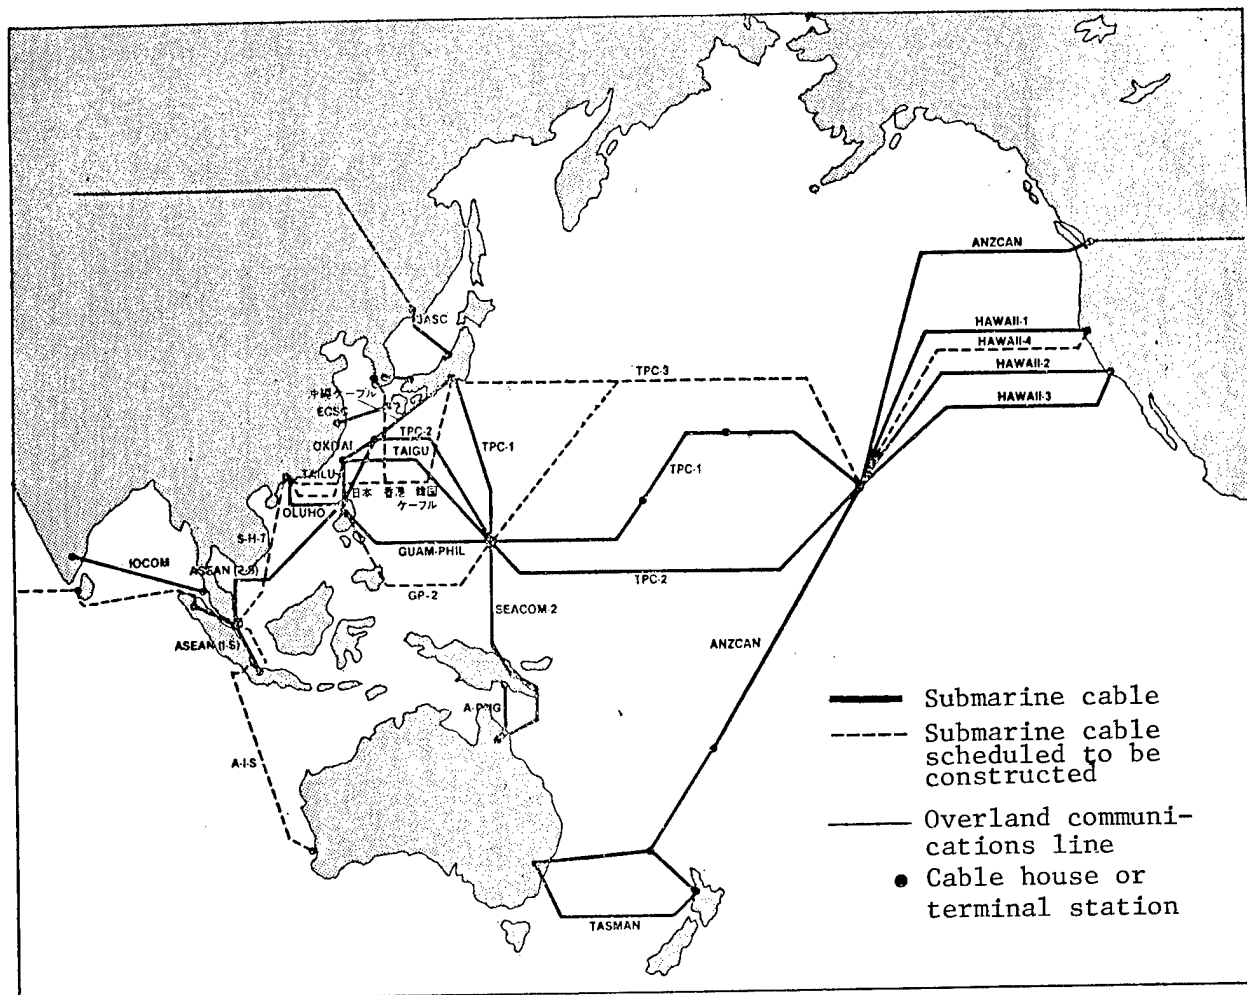 ANZCAN
HAWAII-1
HAWAII-4
HAWAII-2
HAWAII-3
JASC
TPC-3
沖縄ケーブル
ECSC
OKITAI
TPC-2
TAIGU
TPC-1
TPC-1
TAILU
日本 香港 韓国
ケーブル
OLUHO
S-H-T
GUAM-PHIL
IOCOM
ASEAN (2-S)
TPC-2
GP-2
SEACOM-2
ASEAN (1-S)
ANZCAN
A-PNG
A-I-S
TASMAN
Submarine cable
Submarine cable
scheduled to be
constructed
Overland communi-
cations line
Cable house or
terminal station